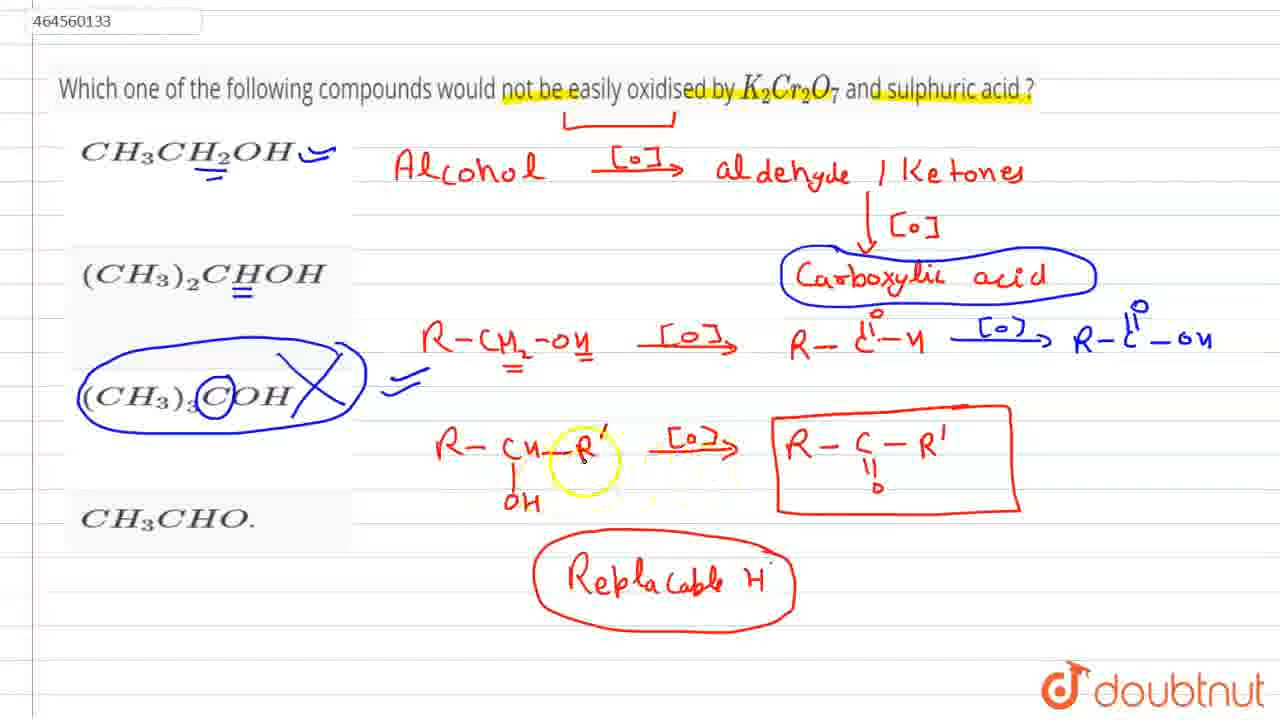 464560133
Which one of the following compounds would not be easily oxidised by K₂Cr₂O₇ and sulphuric acid ?
CH₃CH₂OH
Alcohol [O] → aldehyde / Ketones
[O]
(CH₃)₂CHOH
Carboxylic acid
R-CH₂-OH [O] → R-C(=O)-H [O] → R-C(=O)-OH
(CH₃)₃COH
R-CH-R' [O] → R-C-R'
OH O
CH₃CHO.
Replacable H
doubtnut